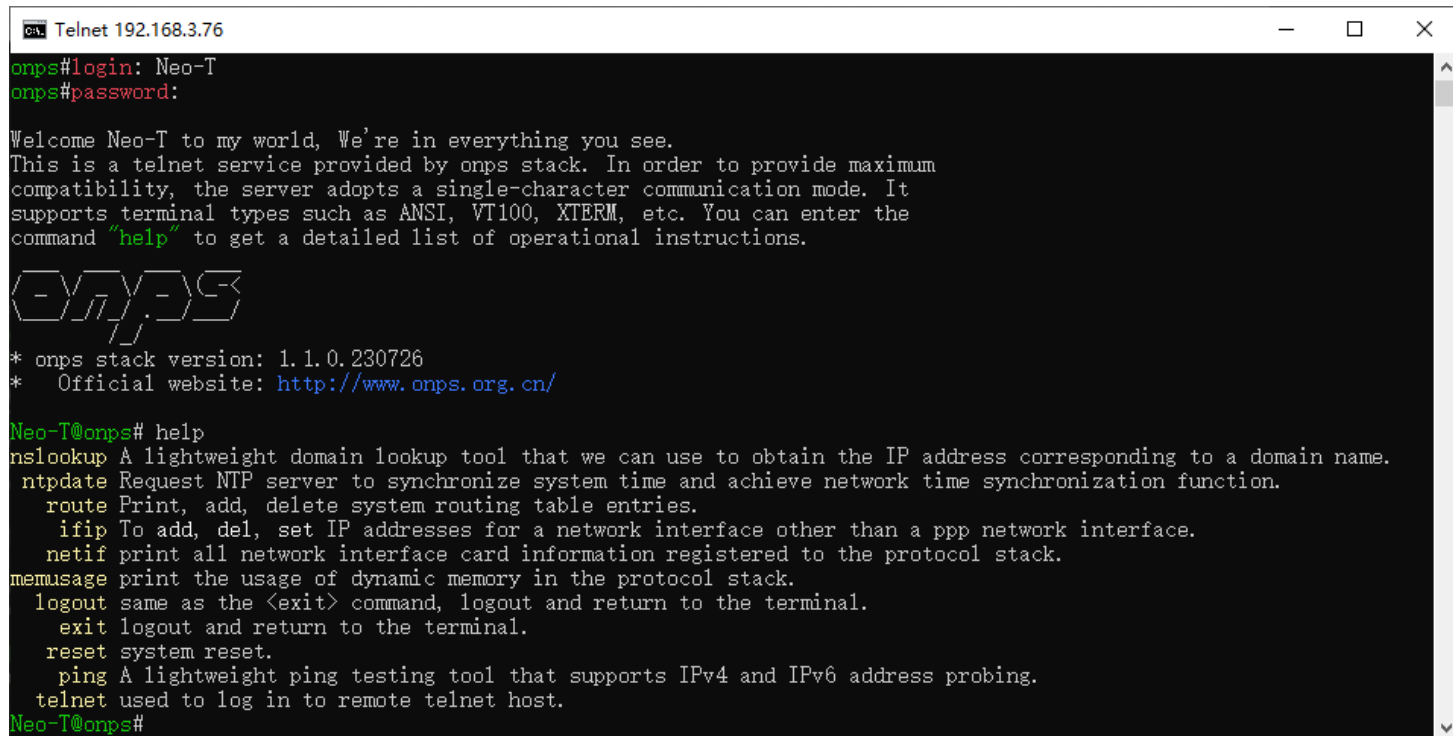 Telnet 192.168.3.76
onps#login: Neo-T
onps#password:
Welcome Neo-T to my world, We're in everything you see.
This is a telnet service provided by onps stack. In order to provide maximum
compatibility, the server adopts a single-character communication mode. It
supports terminal types such as ANSI, VT100, XTERM, etc. You can enter the
command "help" to get a detailed list of operational instructions.
onps
* onps stack version: 1.1.0.230726
*   Official website: http://www.onps.org.cn/
Neo-T@onps# help
nslookup A lightweight domain lookup tool that we can use to obtain the IP address corresponding to a domain name.
ntpdate Request NTP server to synchronize system time and achieve network time synchronization function.
route Print, add, delete system routing table entries.
ifip To add, del, set IP addresses for a network interface other than a ppp network interface.
netif print all network interface card information registered to the protocol stack.
memusage print the usage of dynamic memory in the protocol stack.
logout same as the <exit> command, logout and return to the terminal.
exit logout and return to the terminal.
reset system reset.
ping A lightweight ping testing tool that supports IPv4 and IPv6 address probing.
telnet used to log in to remote telnet host.
Neo-T@onps#